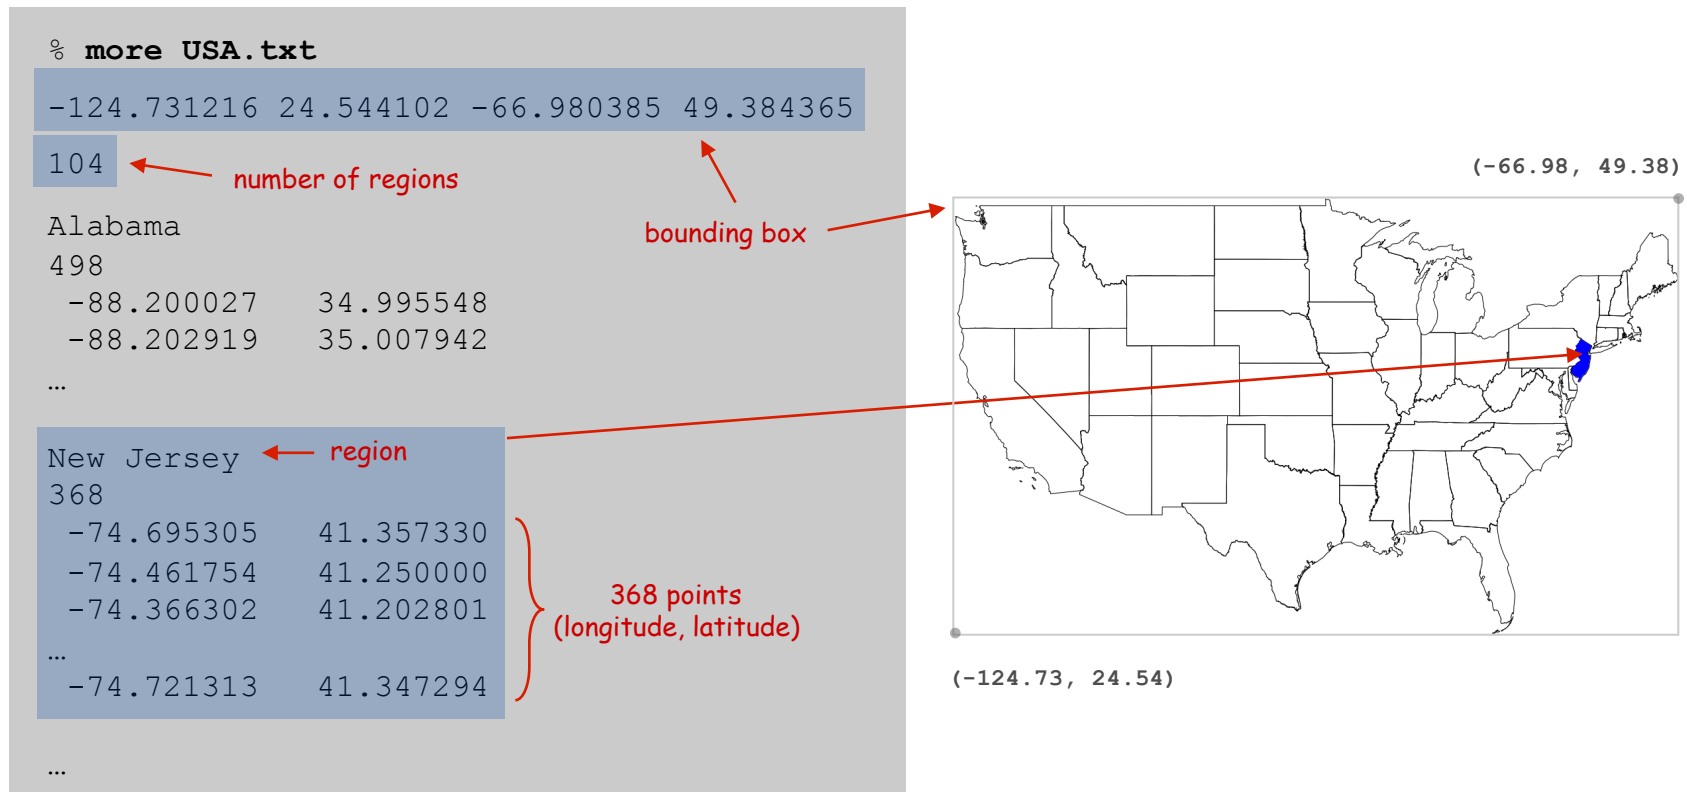 % more USA.txt
-124.731216 24.544102 -66.980385 49.384365
104
number of regions
bounding box
Alabama
498
-88.200027 34.995548
-88.202919 35.007942
…
New Jersey
region
368
-74.695305 41.357330
-74.461754 41.250000
-74.366302 41.202801
…
-74.721313 41.347294
368 points
(longitude, latitude)
…
(-66.98, 49.38)
(-124.73, 24.54)